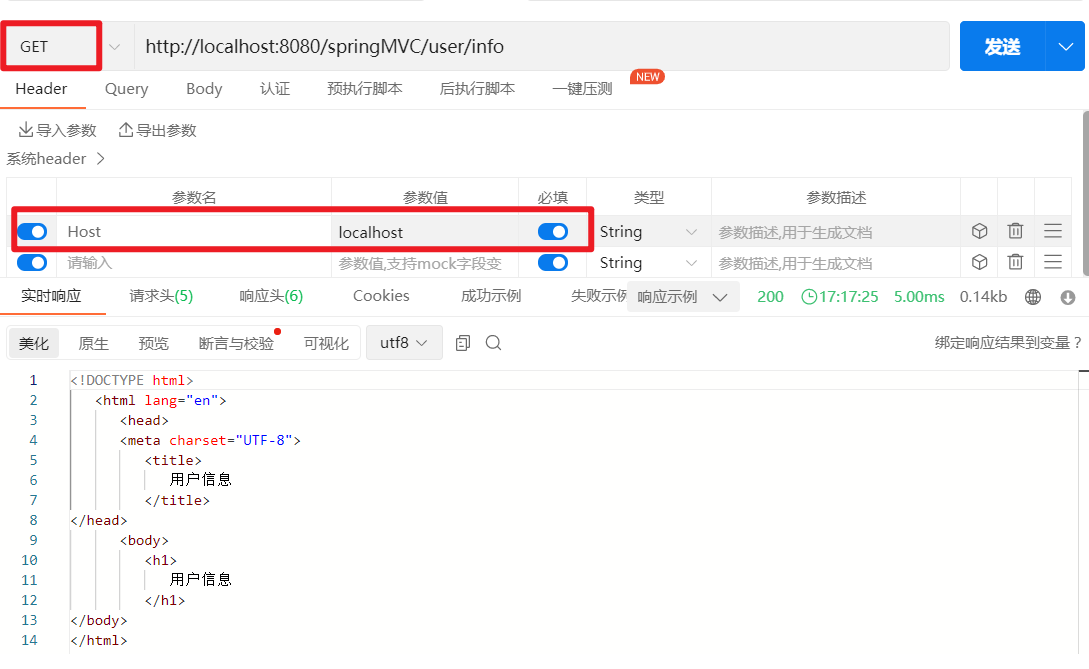 GET http://localhost:8080/springMVC/user/info 发送
Header Query Body 认证 预执行脚本 后执行脚本 一键压测 NEW
导入参数 导出参数
系统header
参数名 参数值 必填 类型 参数描述
Host localhost String 参数描述,用于生成文档
请输入 参数值,支持mock字段变 String 参数描述,用于生成文档
实时响应 请求头(5) 响应头(6) Cookies 成功示例 失败示例 响应示例 200 17:17:25 5.00ms 0.14kb
美化 原生 预览 断言与校验 可视化 utf8 绑定响应结果到变量?
1 <!DOCTYPE html>
2 <html lang="en">
3 <head>
4 <meta charset="UTF-8">
5 <title>
6 用户信息
7 </title>
8 </head>
9 <body>
10 <h1>
11 用户信息
12 </h1>
13 </body>
14 </html>